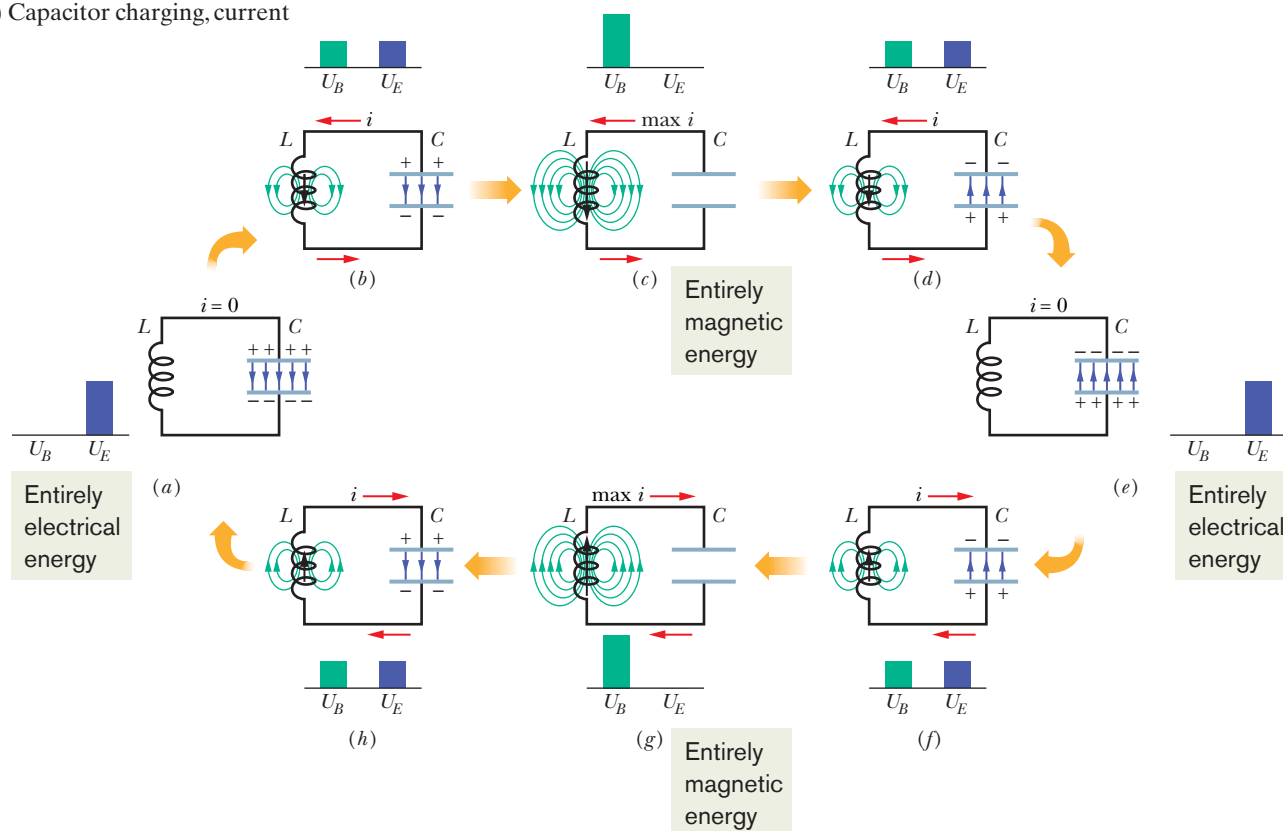 ) Capacitor charging, current
U_B U_E
U_B U_E
U_B U_E
i
L C
+ +
– –
(b)
max i
L C
(c)
Entirely
magnetic
energy
i
L C
– –
+ +
(d)
i = 0
L C
+ + + +
– – – –
U_B U_E
(a)
Entirely
electrical
energy
i = 0
L C
– – – –
+ + + +
U_B U_E
(e)
Entirely
electrical
energy
i
L C
+ +
– –
U_B U_E
(h)
max i
L C
U_B U_E
(g)
Entirely
magnetic
energy
i
L C
– –
+ +
U_B U_E
(f)